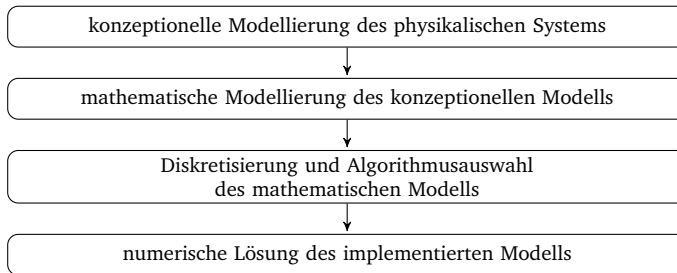 konzeptionelle Modellierung des physikalischen Systems
mathematische Modellierung des konzeptionellen Modells
Diskretisierung und Algorithmusauswahl
des mathematischen Modells
numerische Lösung des implementierten Modells